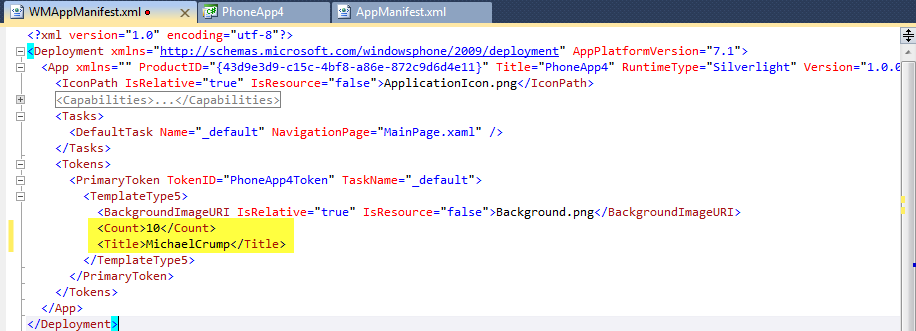 WMAppManifest.xml PhoneApp4 AppManifest.xml
<?xml version="1.0" encoding="utf-8"?>
<Deployment xmlns="http://schemas.microsoft.com/windowsphone/2009/deployment" AppPlatformVersion="7.1">
<App xmlns="" ProductID="{43d9e3d9-c15c-4bf8-a86e-872c9d6d4e11}" Title="PhoneApp4" RuntimeType="Silverlight" Version="1.0.0
<IconPath IsRelative="true" IsResource="false">ApplicationIcon.png</IconPath>
<Capabilities>...</Capabilities>
<Tasks>
<DefaultTask Name="_default" NavigationPage="MainPage.xaml" />
</Tasks>
<Tokens>
<PrimaryToken TokenID="PhoneApp4Token" TaskName="_default">
<TemplateType5>
<BackgroundImageURI IsRelative="true" IsResource="false">Background.png</BackgroundImageURI>
<Count>10</Count>
<Title>MichaelCrump</Title>
</TemplateType5>
</PrimaryToken>
</Tokens>
</App>
</Deployment>